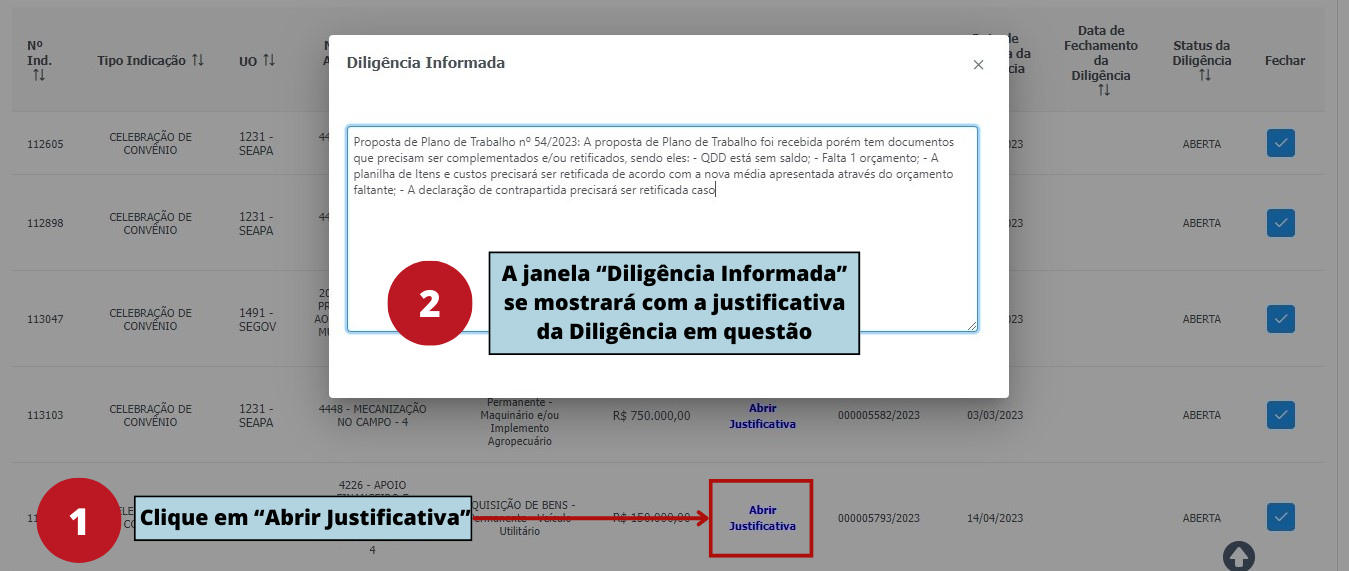 Nº
Ind.
Tipo Indicação
UO
Data de
Fechamento
da
Diligência
Status da
Diligência
Fechar
Diligência Informada
Proposta de Plano de Trabalho nº 54/2023: A proposta de Plano de Trabalho foi recebida porém tem documentos
que precisam ser complementados e/ou retificados, sendo eles: - QDD está sem saldo; - Falta 1 orçamento; - A
planilha de Itens e custos precisará ser retificada de acordo com a nova média apresentada através do orçamento
faltante; - A declaração de contrapartida precisará ser retificada caso
2
A janela “Diligência Informada”
se mostrará com a justificativa
da Diligência em questão
112605
CELEBRAÇÃO DE
CONVÊNIO
1231 -
SEAPA
ABERTA
112898
CELEBRAÇÃO DE
CONVÊNIO
1231 -
SEAPA
ABERTA
113047
CELEBRAÇÃO DE
CONVÊNIO
1491 -
SEGOV
ABERTA
113103
CELEBRAÇÃO DE
CONVÊNIO
1231 -
SEAPA
4448 - MECANIZAÇÃO
NO CAMPO - 4
Permanente -
Maquinário e/ou
Implemento
Agropecuário
R$ 750.000,00
Abrir
Justificativa
000005582/2023
03/03/2023
ABERTA
1
Clique em “Abrir Justificativa”
4226 - APOIO
4
QUISIÇÃO DE BENS -
Utilitário
R$ 150.000,00
Abrir
Justificativa
000005793/2023
14/04/2023
ABERTA